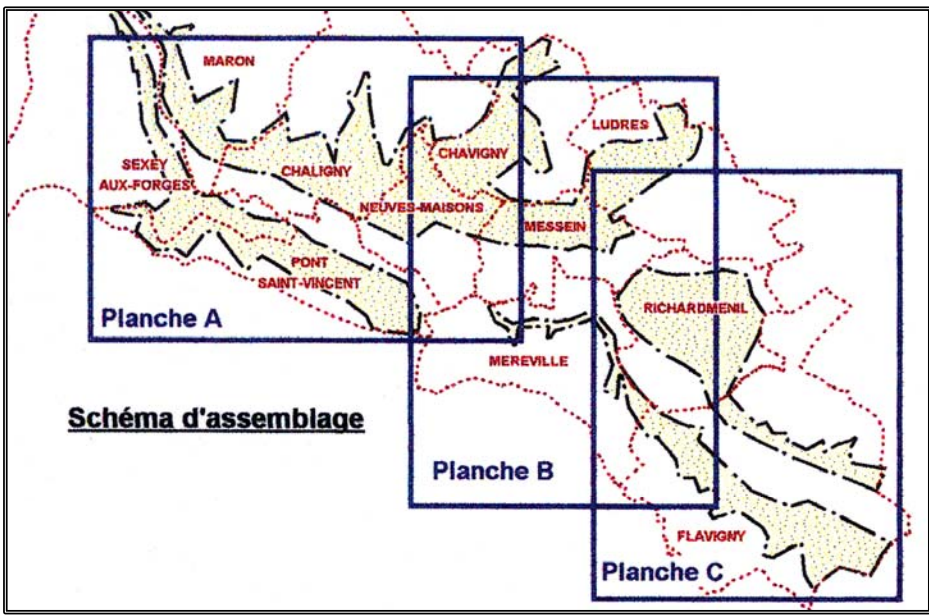 MARON
LUDRES
CHAVIGNY
SEXEY
AUX-FORGES
CHALIGNY
NEUVES-MAISONS
MESSEIN
PONT
SAINT-VINCENT
RICHARDMENIL
Planche A
MEREVILLE
Schéma d'assemblage
Planche B
FLAVIGNY
Planche C